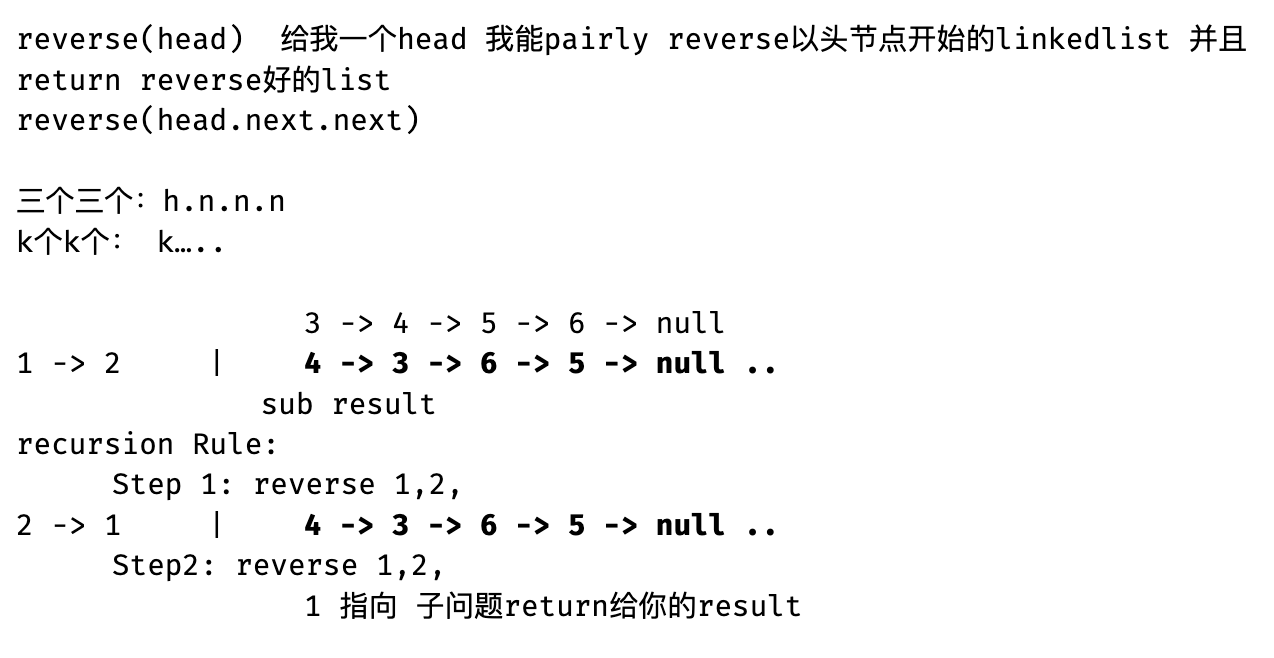 reverse(head)  给我一个head 我能pairly reverse以头节点开始的linkedlist 并且
return reverse好的list
reverse(head.next.next)
三个三个：h.n.n.n
k个k个： k…..
3 -> 4 -> 5 -> 6 -> null
1 -> 2 | 4 -> 3 -> 6 -> 5 -> null ..
sub result
recursion Rule:
Step 1: reverse 1,2,
2 -> 1 | 4 -> 3 -> 6 -> 5 -> null ..
Step2: reverse 1,2,
1 指向 子问题return给你的result